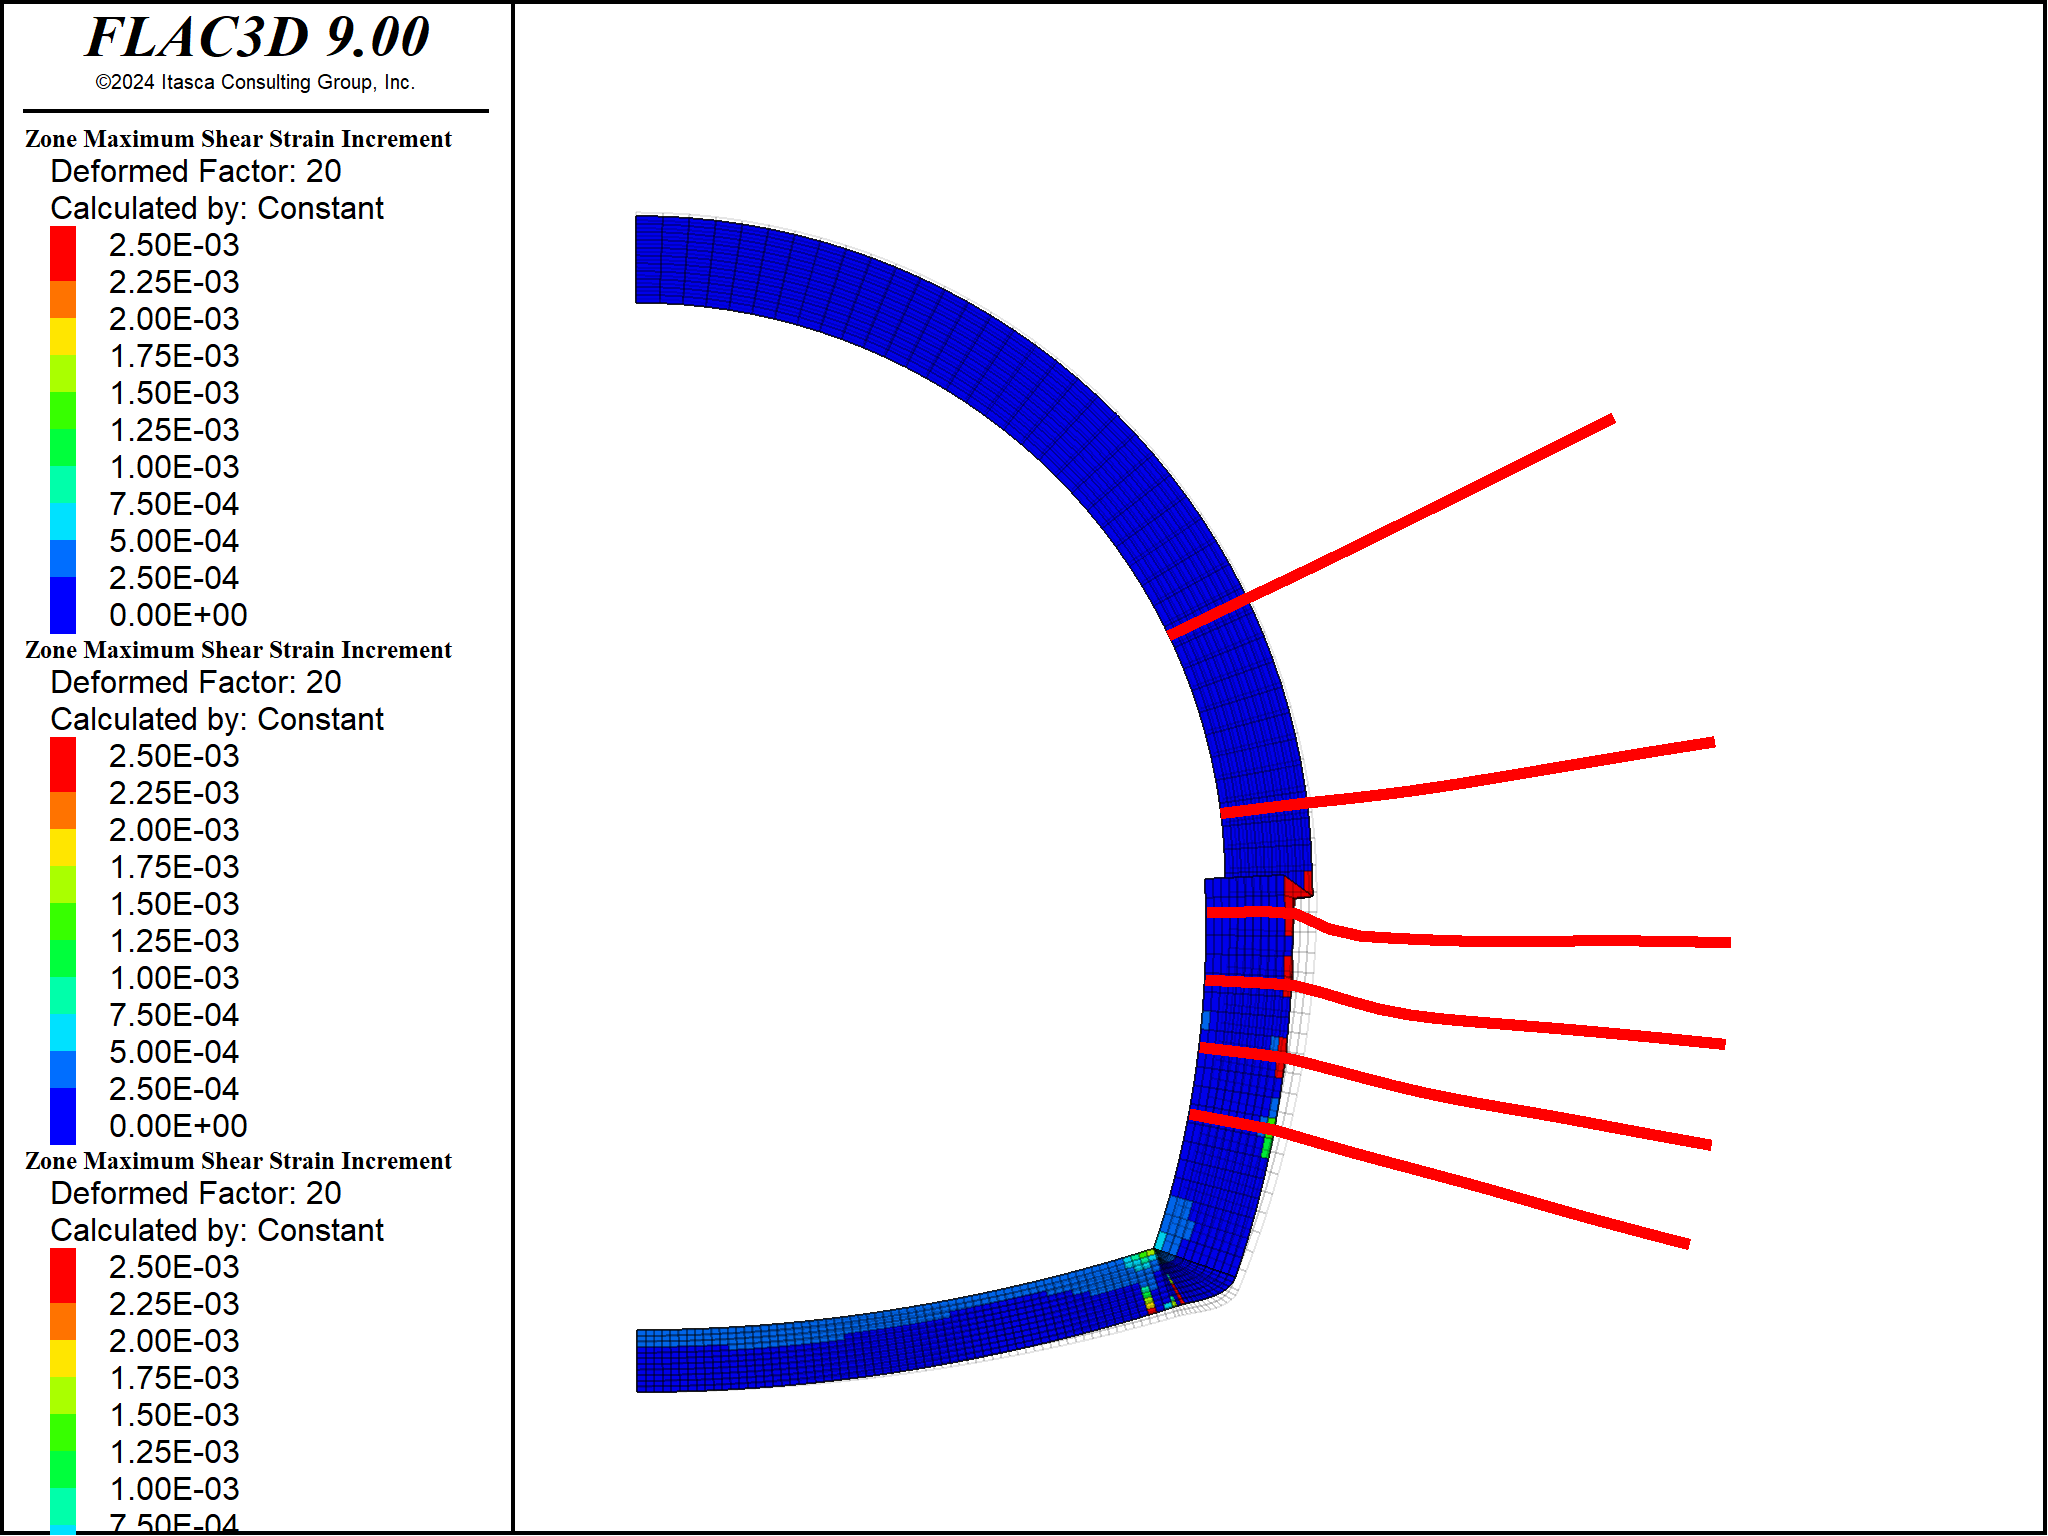 FLAC3D 9.00
©2024 Itasca Consulting Group, Inc.
Zone Maximum Shear Strain Increment
Deformed Factor: 20
Calculated by: Constant
2.50E-03
2.25E-03
2.00E-03
1.75E-03
1.50E-03
1.25E-03
1.00E-03
7.50E-04
5.00E-04
2.50E-04
0.00E+00
Zone Maximum Shear Strain Increment
Deformed Factor: 20
Calculated by: Constant
2.50E-03
2.25E-03
2.00E-03
1.75E-03
1.50E-03
1.25E-03
1.00E-03
7.50E-04
5.00E-04
2.50E-04
0.00E+00
Zone Maximum Shear Strain Increment
Deformed Factor: 20
Calculated by: Constant
2.50E-03
2.25E-03
2.00E-03
1.75E-03
1.50E-03
1.25E-03
1.00E-03
7.50E-04